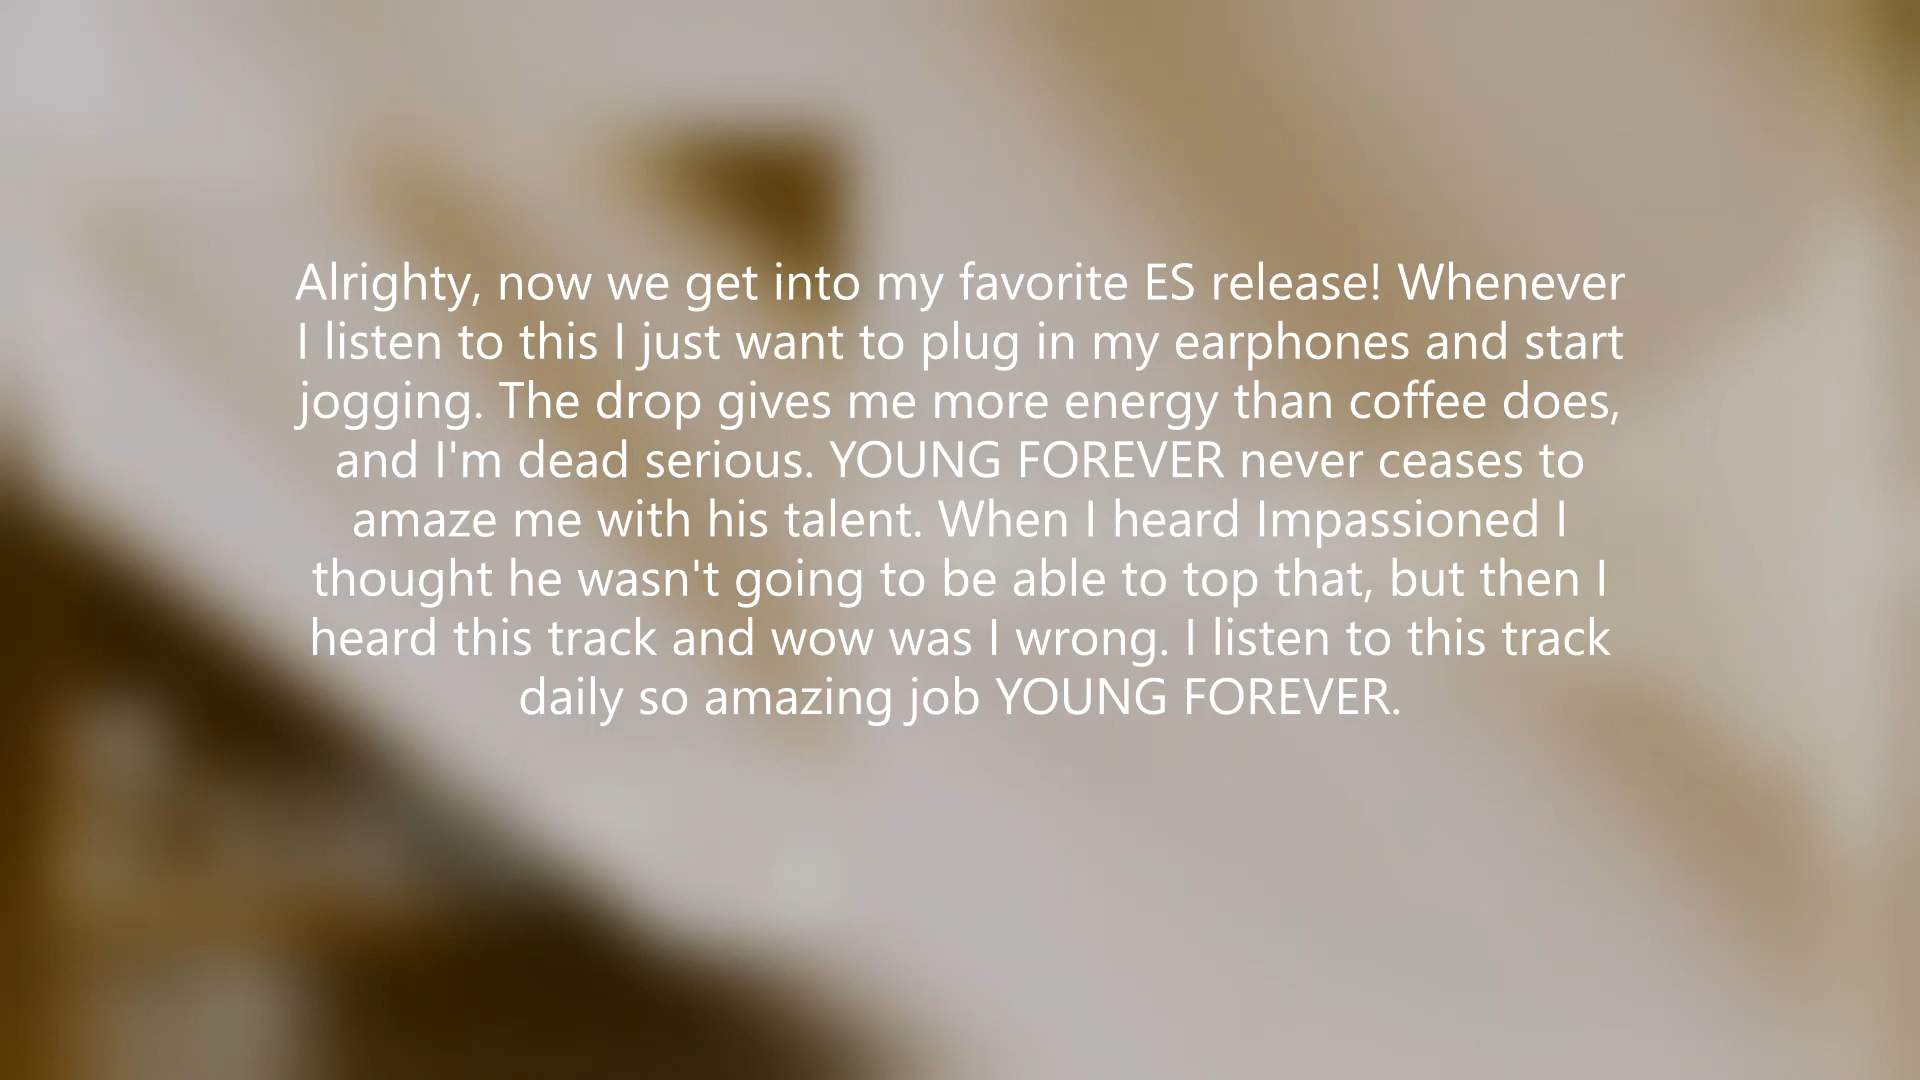 Alrighty, now we get into my favorite ES release! Whenever
I listen to this I just want to plug in my earphones and start
jogging. The drop gives me more energy than coffee does,
and I'm dead serious. YOUNG FOREVER never ceases to
amaze me with his talent. When I heard Impassioned I
thought he wasn't going to be able to top that, but then I
heard this track and wow was I wrong. I listen to this track
daily so amazing job YOUNG FOREVER.